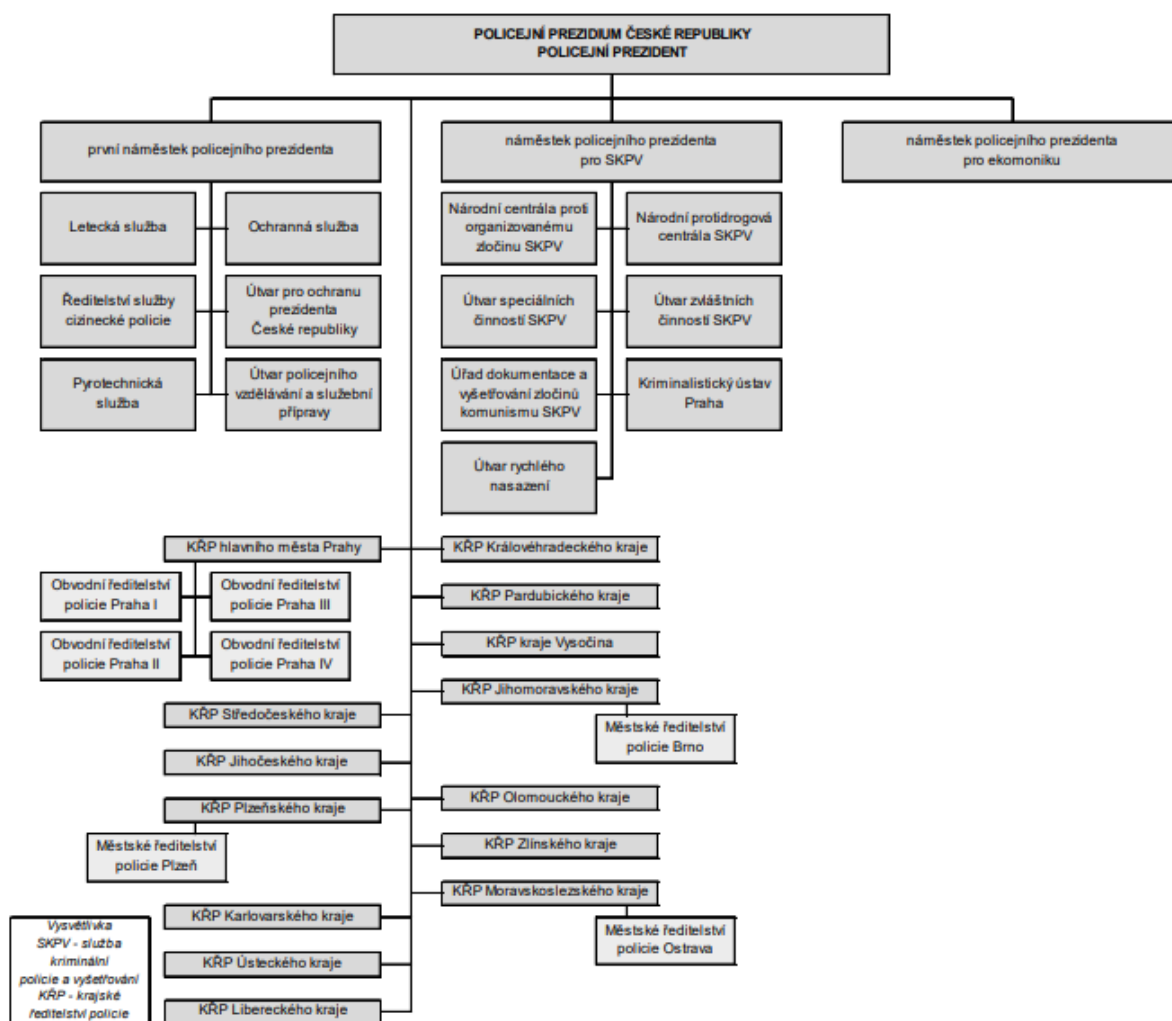 POLICEJNÍ PREZIDIUM ČESKÉ REPUBLIKY
POLICEJNÍ PREZIDENT
první náměstek policejního prezidenta
náměstek policejního prezidenta
pro SKPV
náměstek policejního prezidenta
pro ekomoniku
Letecká služba
Ochranná služba
Národní centrála proti
organizovanému
zločinu SKPV
Národní protidrogová
centrála SKPV
Ředitelství služby
cizinecké policie
Útvar pro ochranu
prezidenta
České republiky
Útvar speciálních
činností SKPV
Útvar zvláštních
činností SKPV
Pyrotechnická
služba
Útvar policejního
vzdělávání a služební
přípravy
Úřad dokumentace a
vyšetřování zločinů
komunismu SKPV
Kriminalistický ústav
Praha
Útvar rychlého
nasazení
KŘP hlavního města Prahy
KŘP Královéhradeckého kraje
Obvodní ředitelství
policie Praha I
Obvodní ředitelství
policie Praha III
KŘP Pardubického kraje
Obvodní ředitelství
policie Praha II
Obvodní ředitelství
policie Praha IV
KŘP kraje Vysočina
KŘP Jihomoravského kraje
KŘP Středočeského kraje
Městské ředitelství
policie Brno
KŘP Jihočeského kraje
KŘP Olomouckého kraje
KŘP Plzeňského kraje
Městské ředitelství
policie Plzeň
KŘP Zlínského kraje
KŘP Moravskoslezského kraje
KŘP Karlovarského kraje
Městské ředitelství
policie Ostrava
KŘP Ústeckého kraje
KŘP Libereckého kraje
Vysvětlivka
SKPV - služba
kriminální
policie a vyšetřování
KŘP - krajské
ředitelství policie